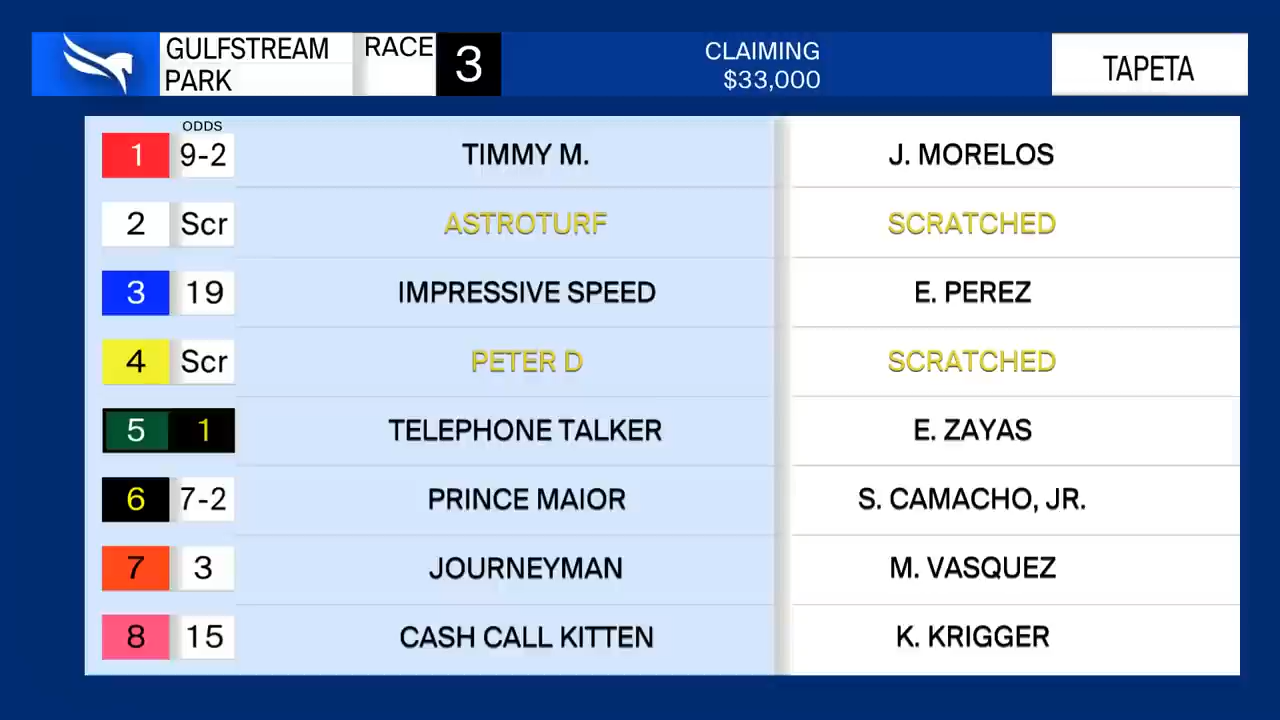 GULFSTREAM
PARK
RACE
3
CLAIMING
$33,000
TAPETA
ODDS
1 9-2 TIMMY M. J. MORELOS
2 Scr ASTROTURF SCRATCHED
3 19 IMPRESSIVE SPEED E. PEREZ
4 Scr PETER D SCRATCHED
5 1 TELEPHONE TALKER E. ZAYAS
6 7-2 PRINCE MAIOR S. CAMACHO, JR.
7 3 JOURNEYMAN M. VASQUEZ
8 15 CASH CALL KITTEN K. KRIGGER